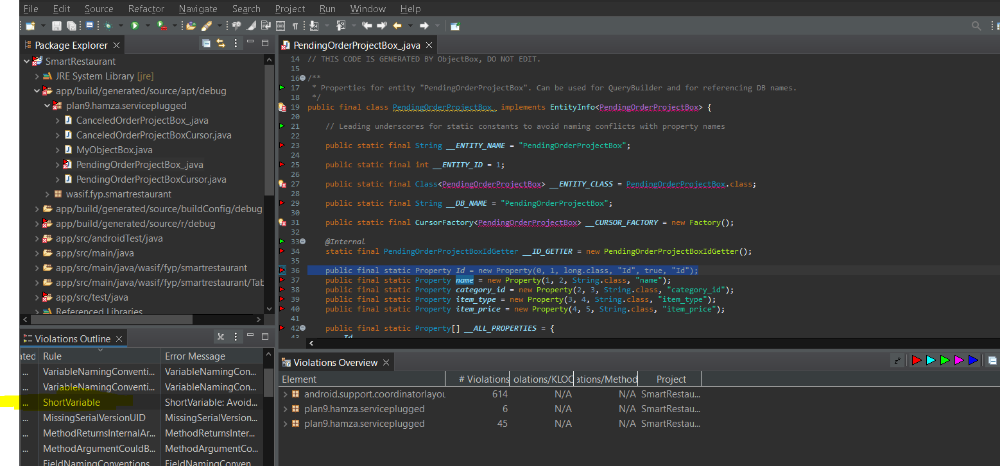 File Edit Source Refactor Navigate Search Project Run Window Help
Package Explorer
SmartRestaurant
JRE System Library [jre]
app/build/generated/source/apt/debug
plan9.hamza.serviceplugged
CanceledOrderProjectBox_.java
CanceledOrderProjectBoxCursor.java
MyObjectBox.java
PendingOrderProjectBox_.java
PendingOrderProjectBoxCursor.java
wasif.fyp.smartrestaurant
app/build/generated/source/buildConfig/debug
app/build/generated/source/r/debug
app/src/androidTest/java
app/src/main/java
app/src/main/java/wasif/fyp/smartrestaurant
app/src/main/java/wasif/fyp/smartrestaurant/Tab
app/src/test/java
Referenced Libraries
PendingOrderProjectBox_.java
14 // THIS CODE IS GENERATED BY ObjectBox, DO NOT EDIT.
15
16 /**
17 * Properties for entity "PendingOrderProjectBox". Can be used for QueryBuilder and for referencing DB names.
18 */
19 public final class PendingOrderProjectBox_ implements EntityInfo<PendingOrderProjectBox> {
20
21 // Leading underscores for static constants to avoid naming conflicts with property names
22
23 public static final String __ENTITY_NAME = "PendingOrderProjectBox";
24
25 public static final int __ENTITY_ID = 1;
26
27 public static final Class<PendingOrderProjectBox> __ENTITY_CLASS = PendingOrderProjectBox.class;
28
29 public static final String __DB_NAME = "PendingOrderProjectBox";
30
31 public static final CursorFactory<PendingOrderProjectBox> __CURSOR_FACTORY = new Factory();
32
33 @Internal
34 static final PendingOrderProjectBoxIdGetter __ID_GETTER = new PendingOrderProjectBoxIdGetter();
35
36 public final static Property Id = new Property(0, 1, long.class, "Id", true, "Id");
37 public final static Property name = new Property(1, 2, String.class, "name");
38 public final static Property category_id = new Property(2, 3, String.class, "category_id");
39 public final static Property item_type = new Property(3, 4, String.class, "item_type");
40 public final static Property item_price = new Property(4, 5, String.class, "item_price");
41
42 public final static Property[] __ALL_PROPERTIES = {
43 Id
Violations Outline
ated Rule Error Message
... VariableNamingConventi... VariableNamingCon...
... VariableNamingConventi... VariableNamingCon...
... ShortVariable ShortVariable: Avoid...
... MissingSerialVersionUID MissingSerialVersion...
... MethodReturnsInternalAr... MethodReturnsInter...
... MethodArgumentCouldB... MethodArgumentCo...
FieldNamingConventions FieldNamingConven
Violations Overview
Element # Violations olations/KLOC ations/Method Project
android.support.coordinatorlayou 614 N/A N/A SmartRestau...
plan9.hamza.serviceplugged 6 N/A N/A SmartRestau...
plan9.hamza.serviceplugged 45 N/A N/A SmartRestau...